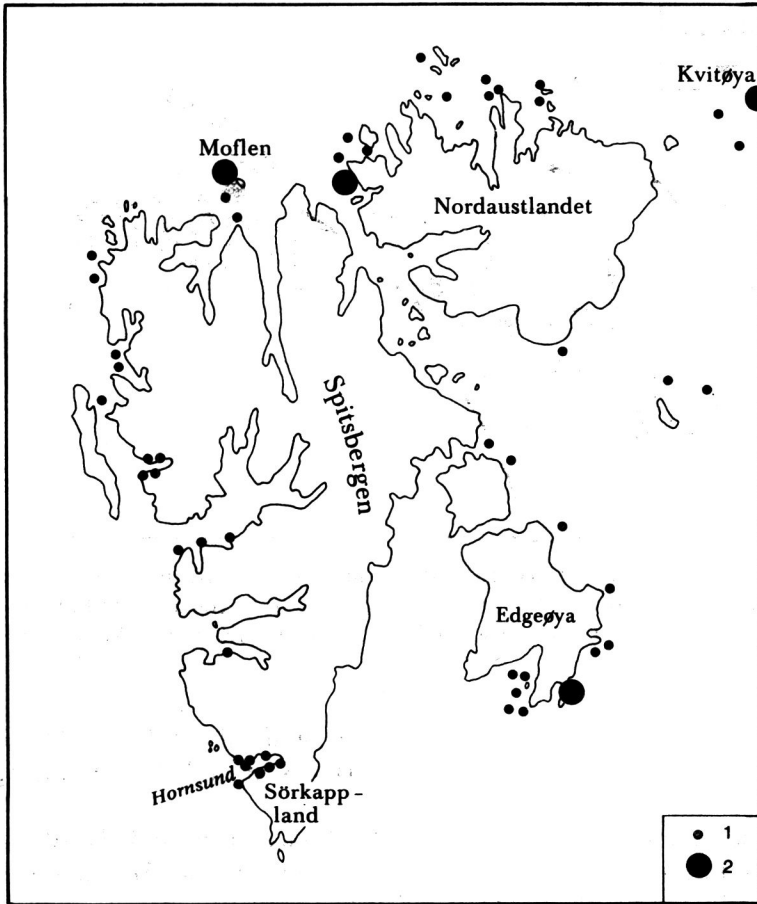 Kvitøya
Moflen
Nordaustlandet
Spitsbergen
Edgeøya
Hornsund
Sörkapp-
land
1
2